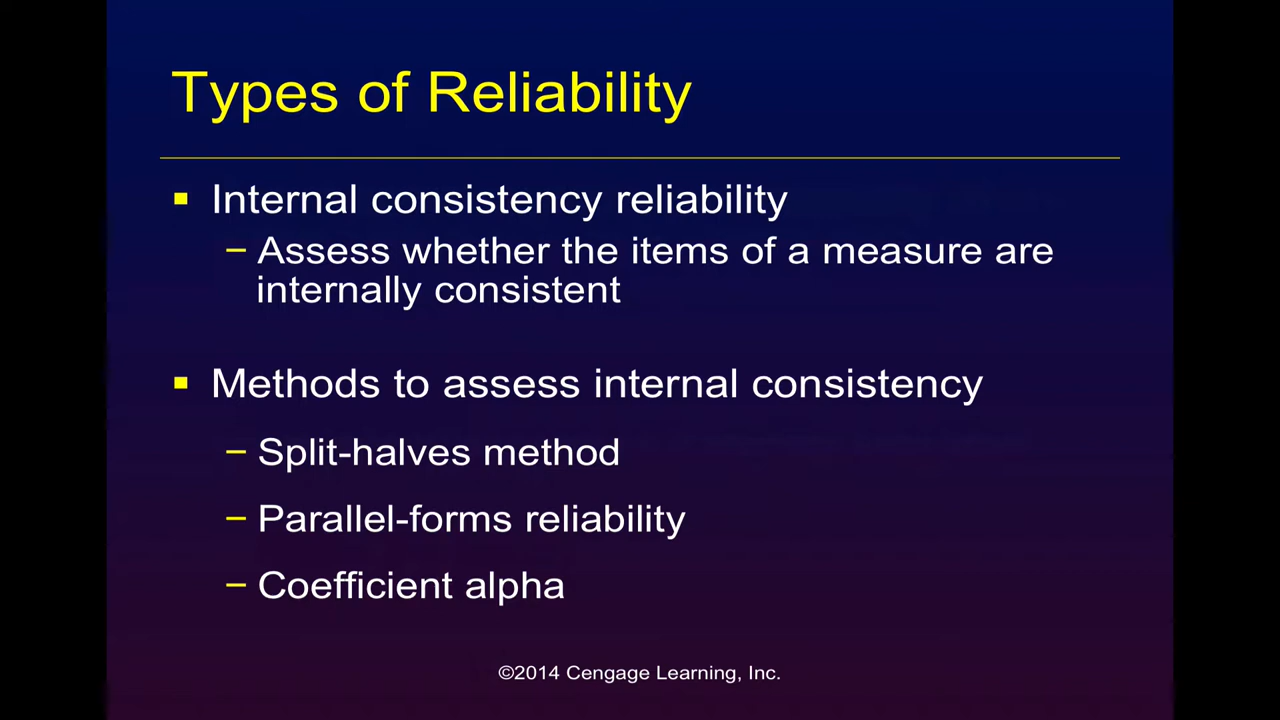 Types of Reliability
▪ Internal consistency reliability
– Assess whether the items of a measure are
internally consistent
▪ Methods to assess internal consistency
– Split-halves method
– Parallel-forms reliability
– Coefficient alpha
©2014 Cengage Learning, Inc.